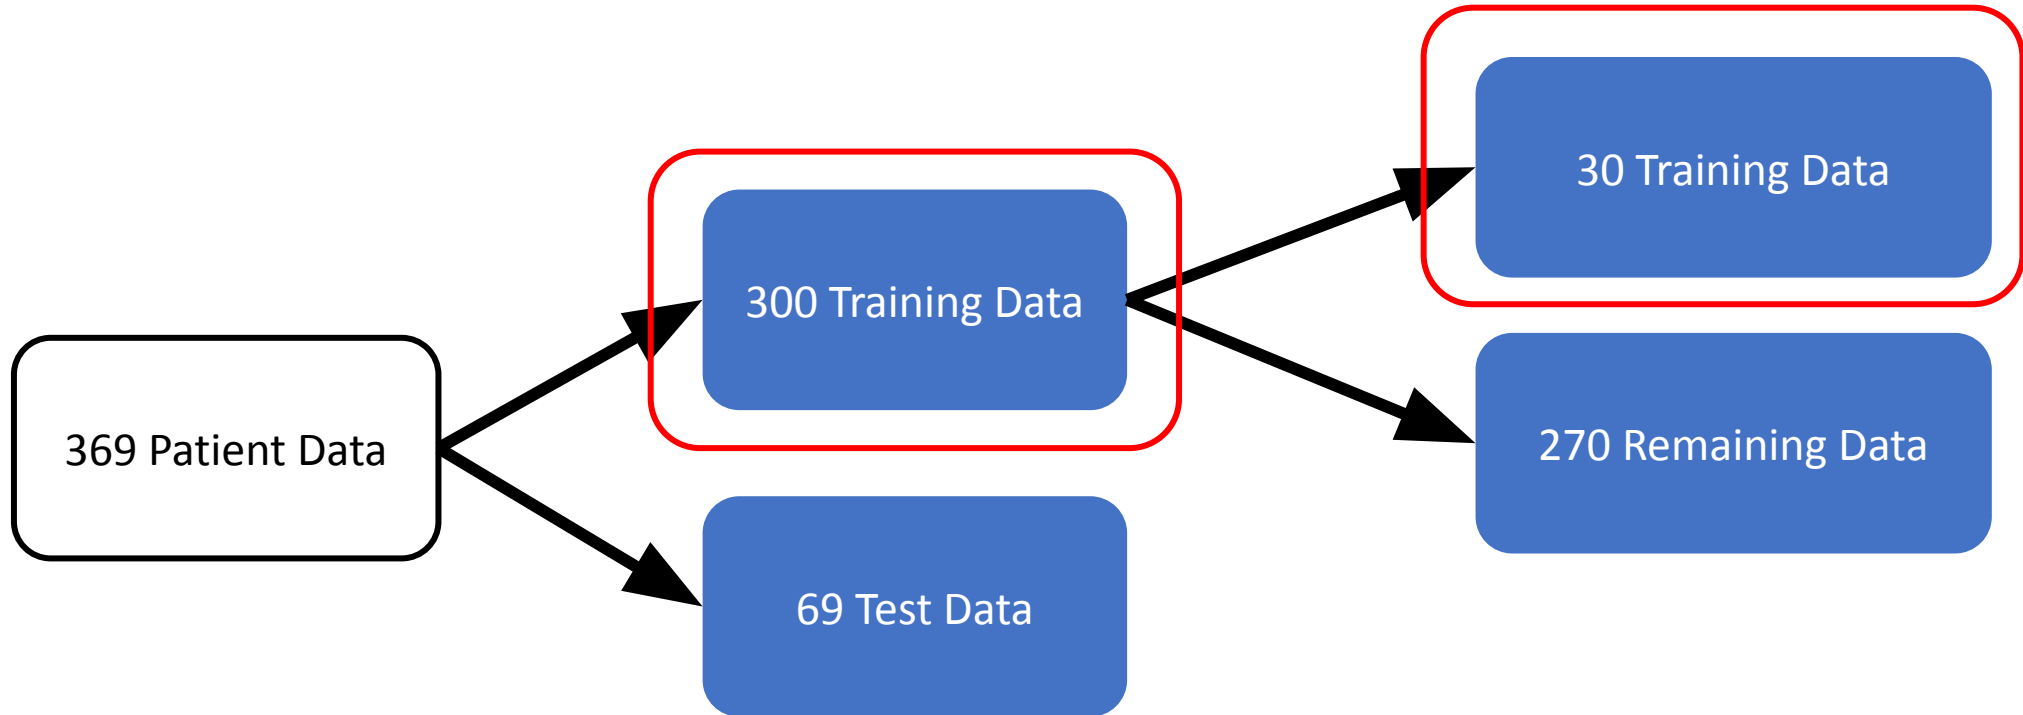 369 Patient Data
300 Training Data
69 Test Data
30 Training Data
270 Remaining Data